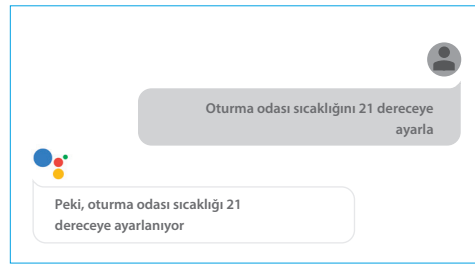 Oturma odası sıcaklığını 21 dereceye
ayarla
Peki, oturma odası sıcaklığı 21
dereceye ayarlanıyor